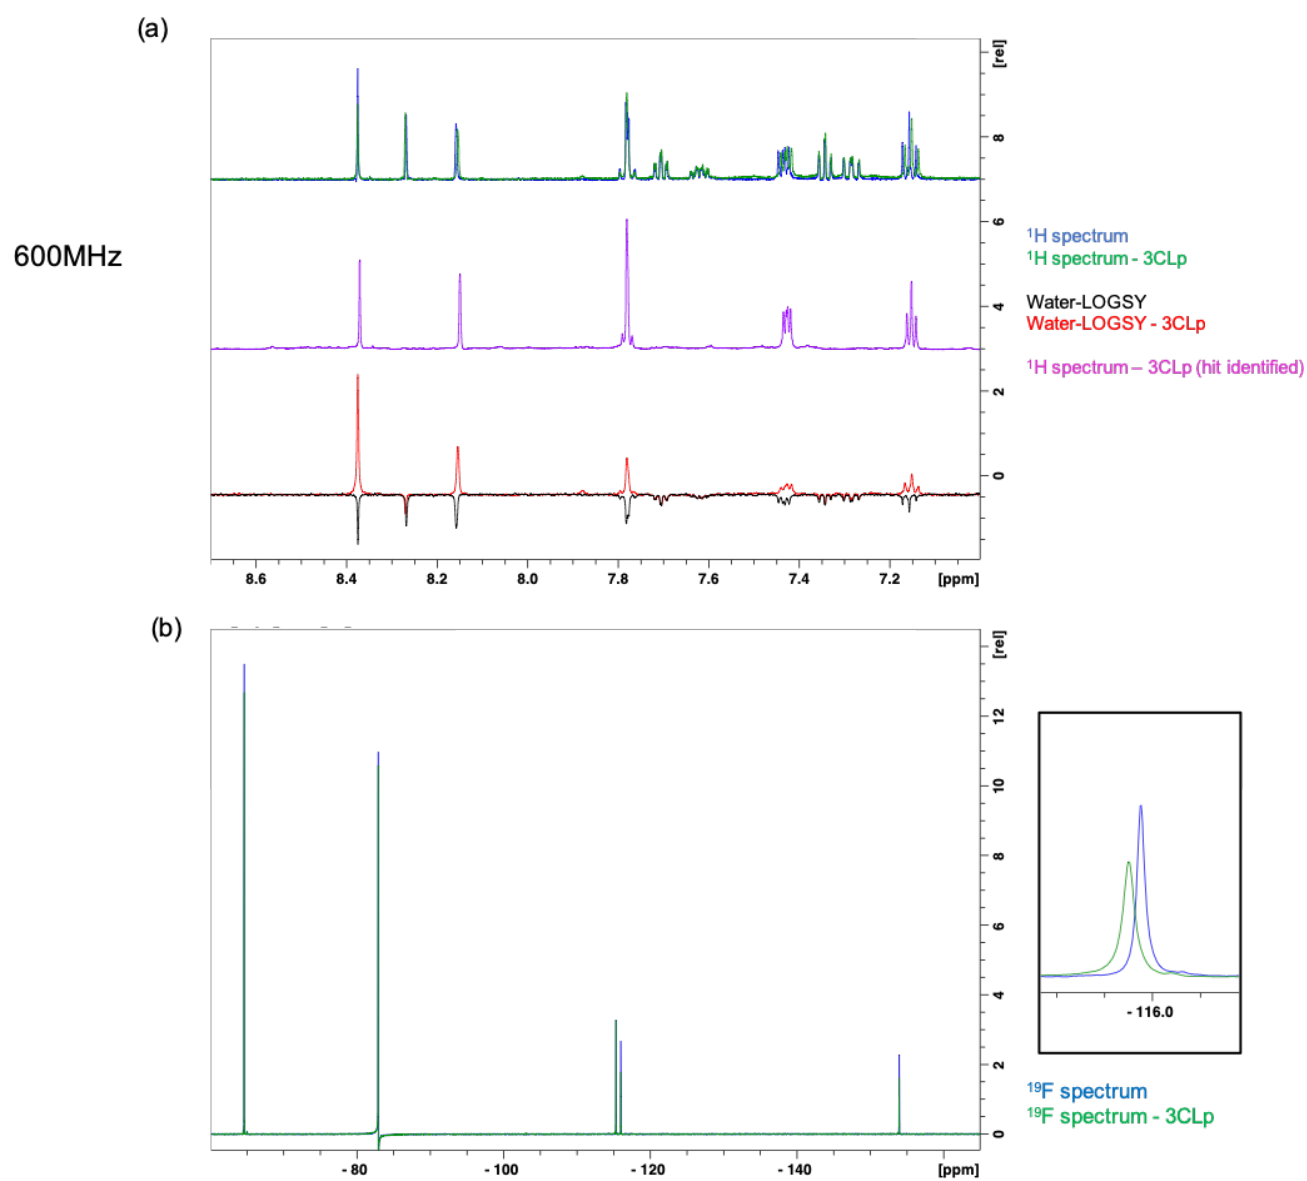 (a)
[rel]
8
6
4
2
0
600MHz
¹H spectrum
¹H spectrum - 3CLp
Water-LOGSY
Water-LOGSY - 3CLp
¹H spectrum – 3CLp (hit identified)
8.6 8.4 8.2 8.0 7.8 7.6 7.4 7.2 [ppm]
(b)
[rel]
12
10
8
6
4
2
0
- 116.0
¹⁹F spectrum
¹⁹F spectrum - 3CLp
- 80 - 100 - 120 - 140 [ppm]